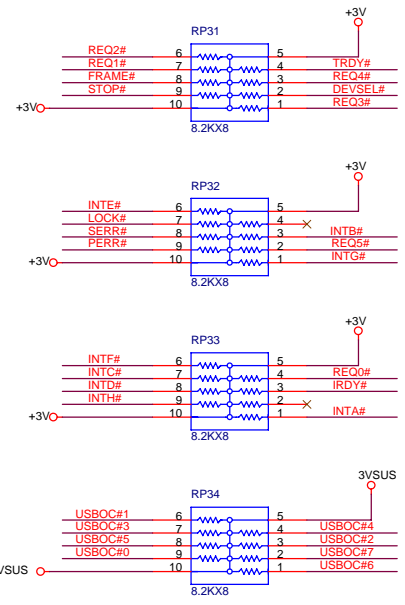 +3V
RP31
REQ2# 6 5
REQ1# 7 4 TRDY#
FRAME# 8 3 REQ4#
STOP# 9 2 DEVSEL#
+3V 10 1 REQ3#
8.2KX8
+3V
RP32
INTE# 6 5
LOCK# 7 4
SERR# 8 3 INTB#
PERR# 9 2 REQ5#
+3V 10 1 INTG#
8.2KX8
+3V
RP33
INTF# 6 5
INTC# 7 4 REQ0#
INTD# 8 3 IRDY#
INTH# 9 2
+3V 10 1 INTA#
8.2KX8
3VSUS
RP34
USBOC#1 6 5
USBOC#3 7 4 USBOC#4
USBOC#5 8 3 USBOC#2
USBOC#0 9 2 USBOC#7
VSUS 10 1 USBOC#6
8.2KX8